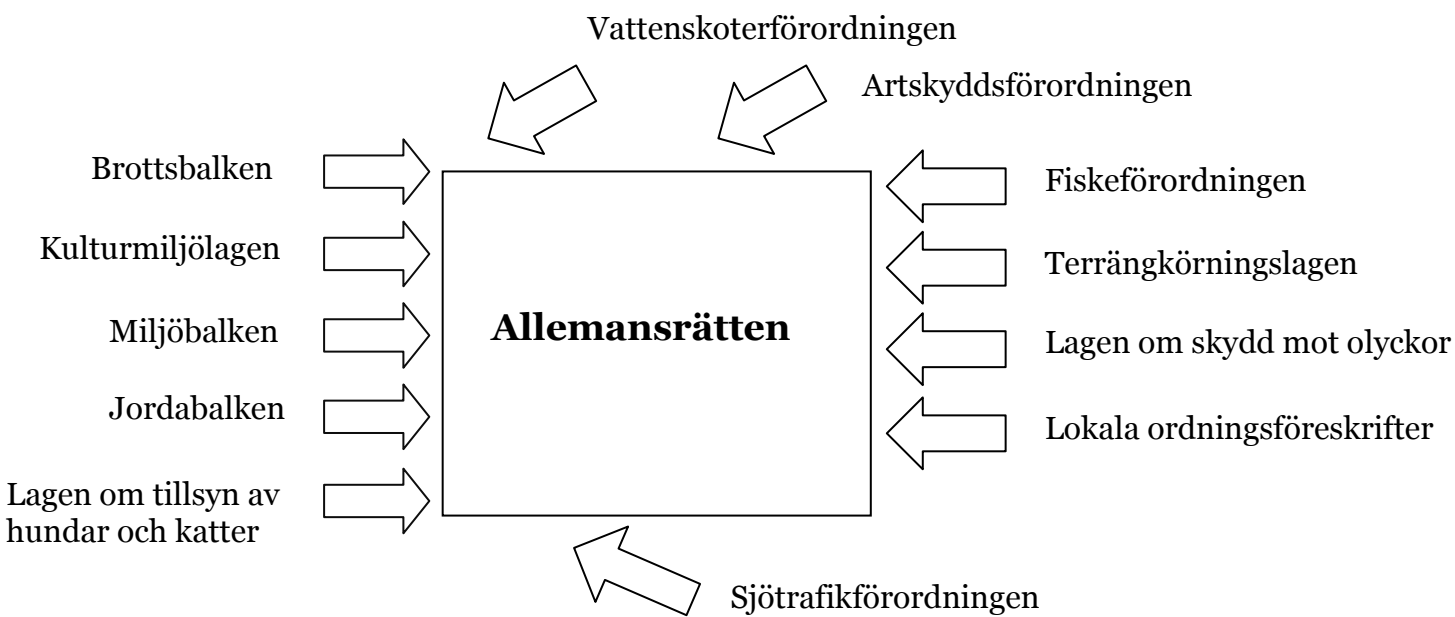 Vattenskoterförordningen
Artskyddsförordningen
Brottsbalken
Kulturmiljölagen
Miljöbalken
Jordabalken
Lagen om tillsyn av
hundar och katter
Allemansrätten
Fiskeförordningen
Terrängkörningslagen
Lagen om skydd mot olyckor
Lokala ordningsföreskrifter
Sjötrafikförordningen